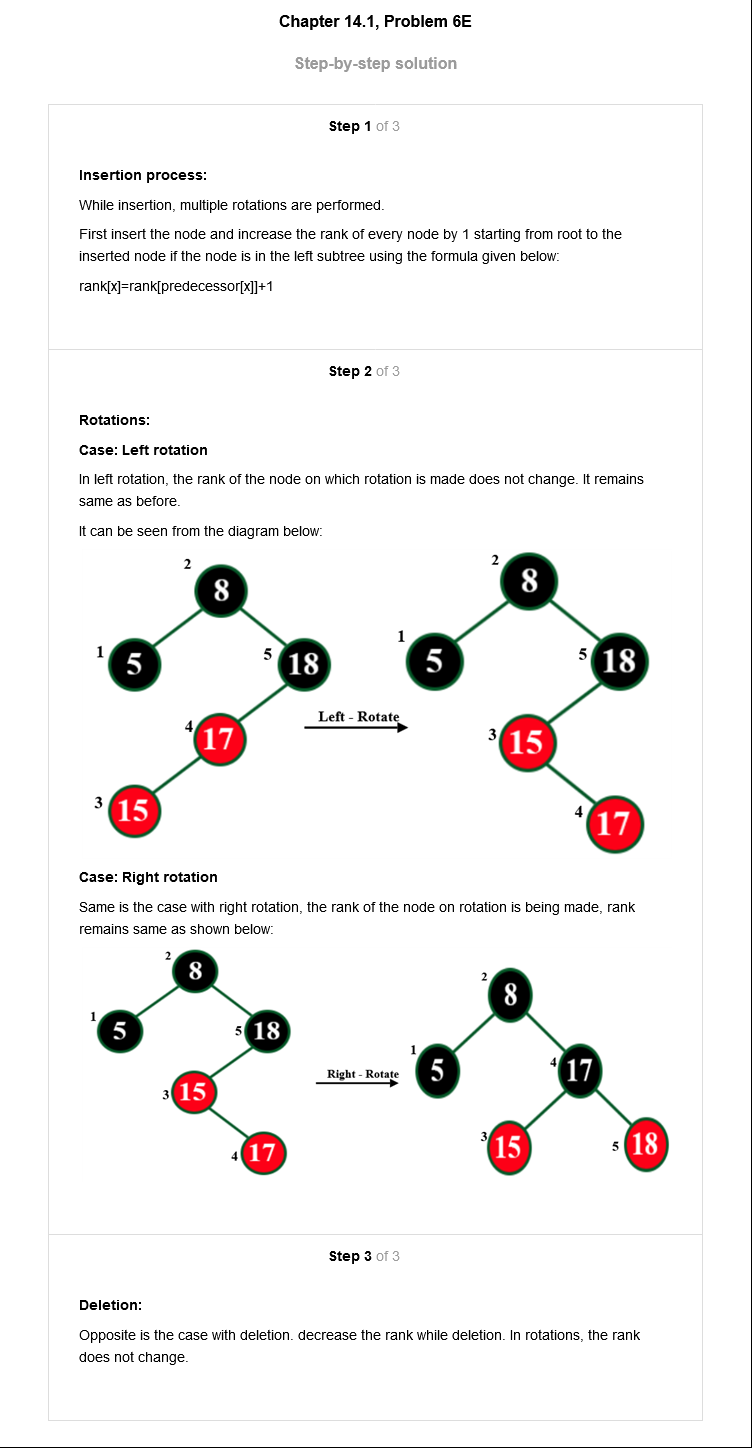 Chapter 14.1, Problem 6E
Step-by-step solution
Step 1 of 3
Insertion process:
While insertion, multiple rotations are performed.
First insert the node and increase the rank of every node by 1 starting from root to the
inserted node if the node is in the left subtree using the formula given below:
rank[x]=rank[predecessor[x]]+1
Step 2 of 3
Rotations:
Case: Left rotation
In left rotation, the rank of the node on which rotation is made does not change. It remains
same as before.
It can be seen from the diagram below:
2 8
1 5
5 18
4 17
3 15
Left - Rotate
2 8
1 5
5 18
3 15
4 17
Case: Right rotation
Same is the case with right rotation, the rank of the node on rotation is being made, rank
remains same as shown below:
2 8
1 5
5 18
3 15
4 17
Right - Rotate
2 8
1 5
4 17
3 15
5 18
Step 3 of 3
Deletion:
Opposite is the case with deletion. decrease the rank while deletion. In rotations, the rank
does not change.